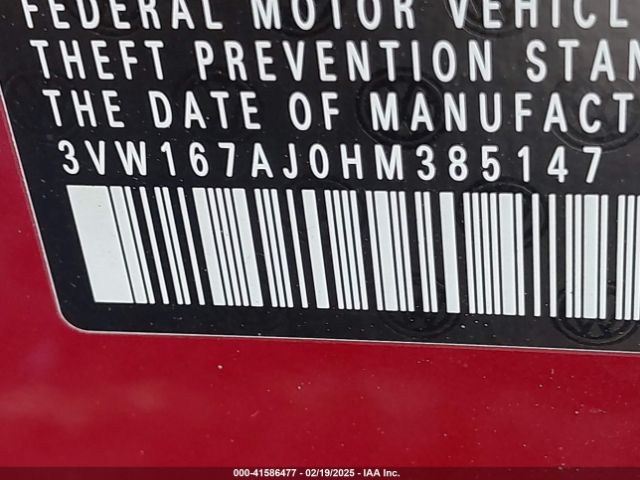 FEDERAL MOTOR VEHICL
THEFT PREVENTION STAN
THE DATE OF MANUFACT
3VW167AJ0HM385147
000-41586477 - 02/19/2025 - IAA Inc.